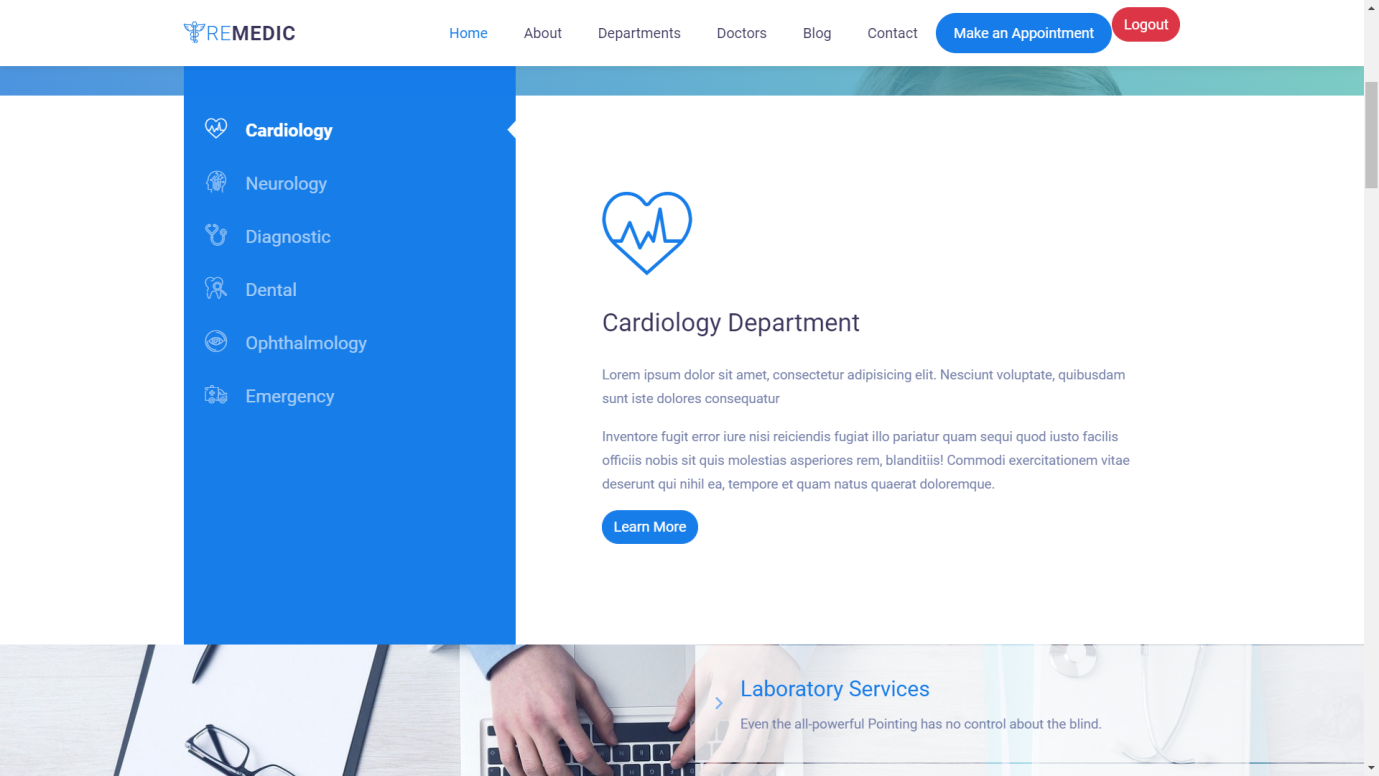 REMEDIC
Home
About
Departments
Doctors
Blog
Contact
Make an Appointment
Logout
Cardiology
Neurology
Diagnostic
Dental
Ophthalmology
Emergency
Cardiology Department
Lorem ipsum dolor sit amet, consectetur adipisicing elit. Nesciunt voluptate, quibusdam
sunt iste dolores consequatur
Inventore fugit error iure nisi reiciendis fugiat illo pariatur quam sequi quod iusto facilis
officiis nobis sit quis molestias asperiores rem, blanditiis! Commodi exercitationem vitae
deserunt qui nihil ea, tempore et quam natus quaerat doloremque.
Learn More
Laboratory Services
Even the all-powerful Pointing has no control about the blind.